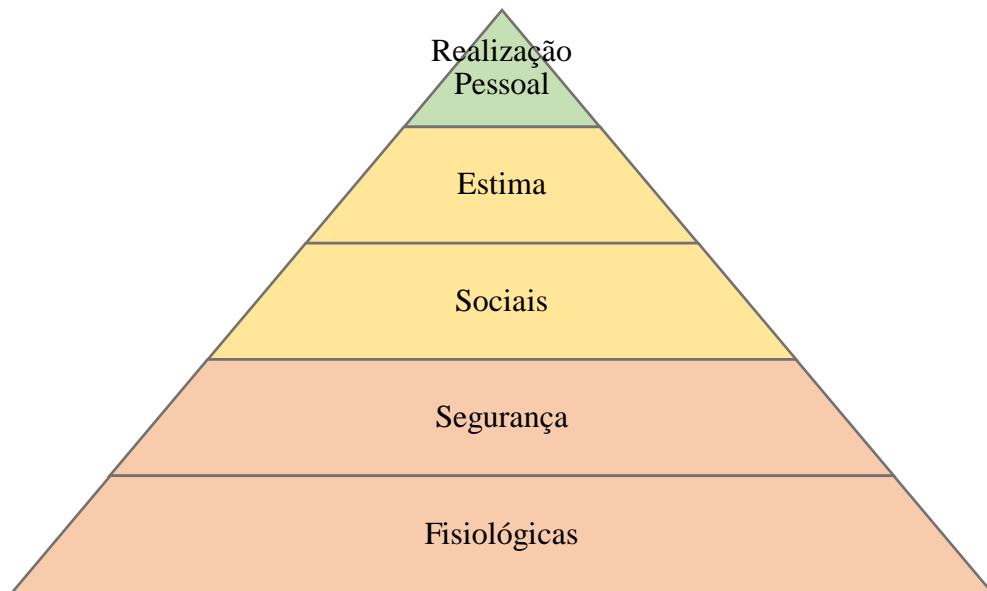 Realização
Pessoal
Estima
Sociais
Segurança
Fisiológicas